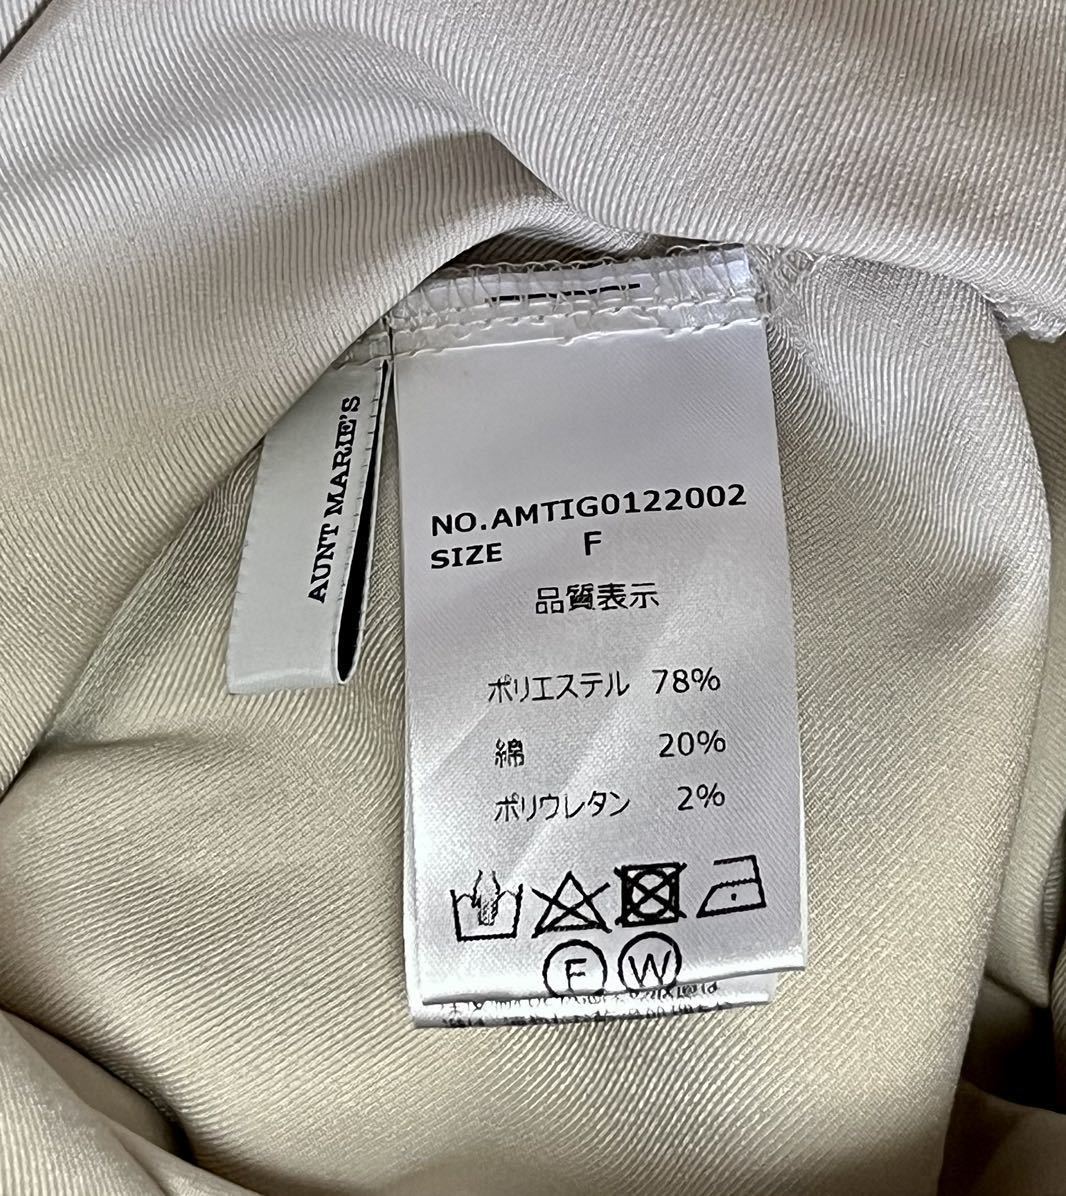 AUNT MARIE'S
NO.AMTIG0122002
SIZE F
品質表示
ポリエステル 78%
綿 20%
ポリウレタン 2%
F W